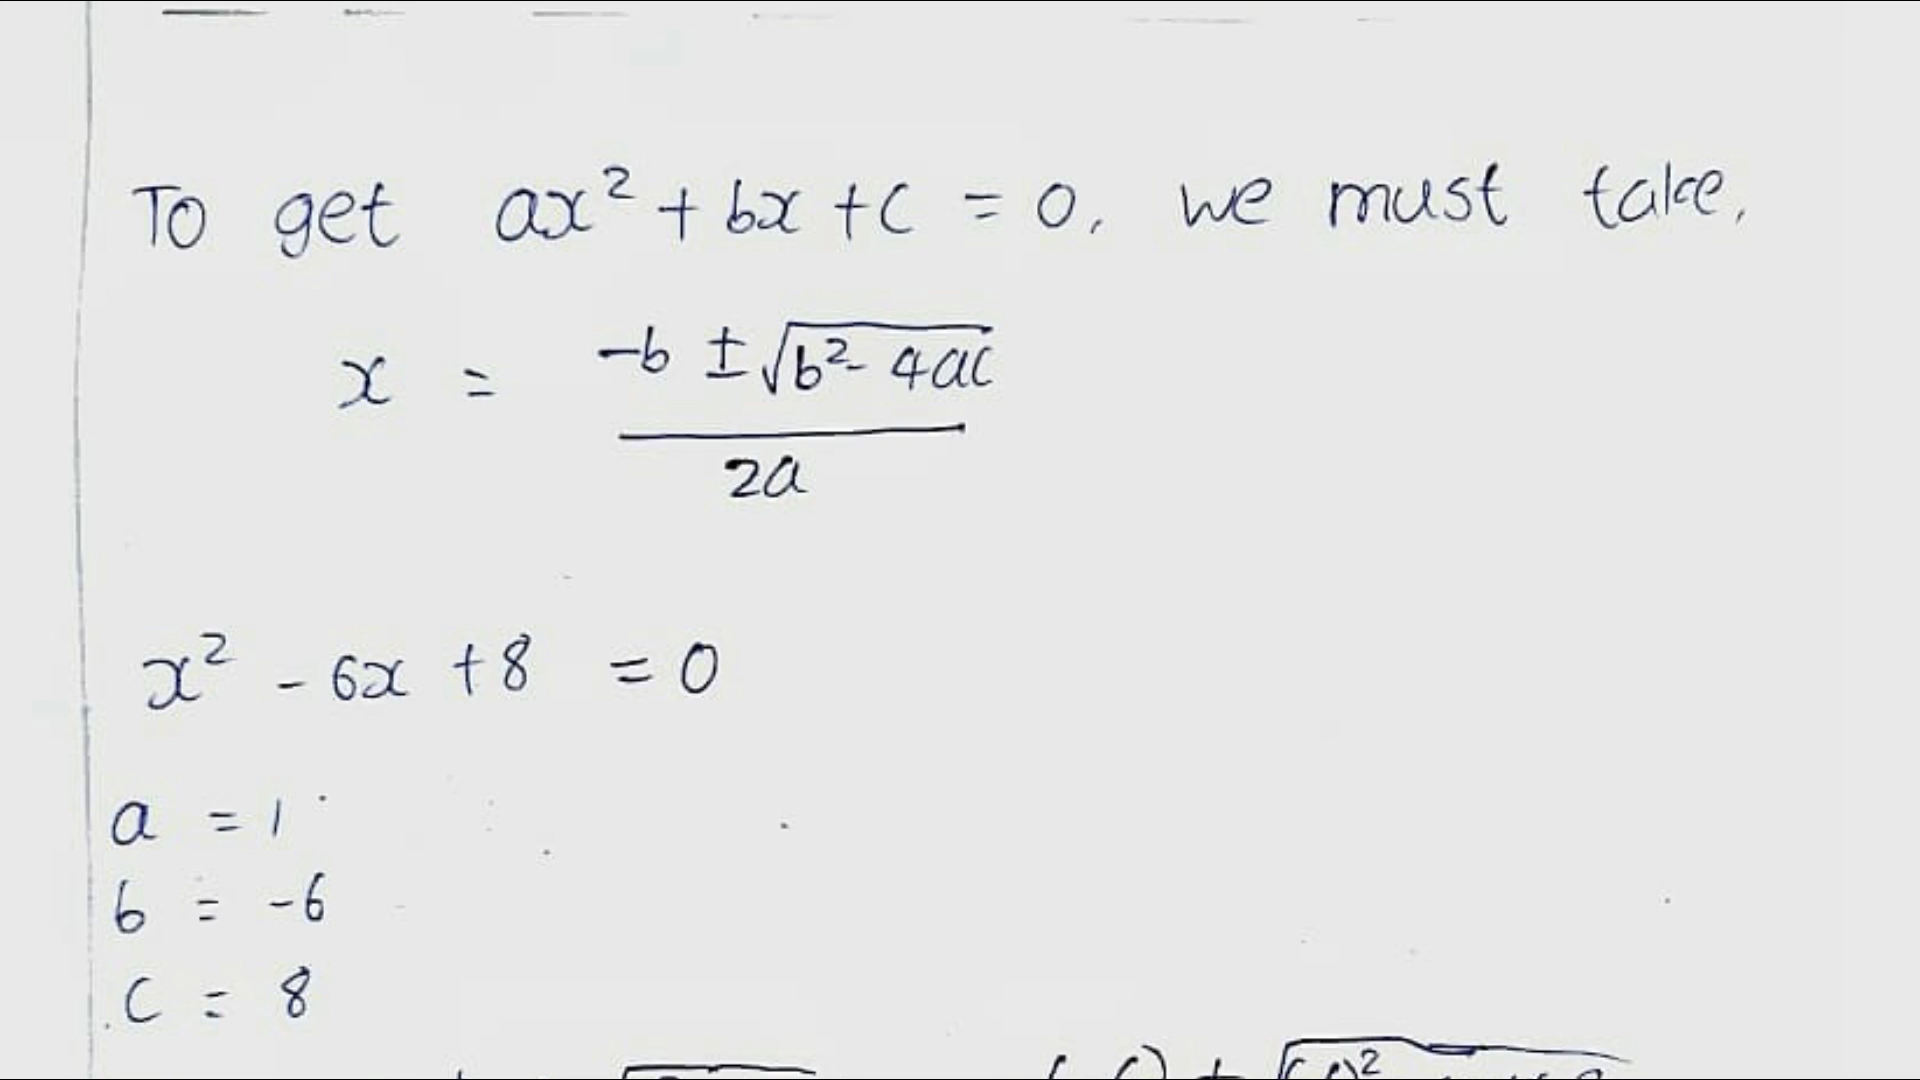 To get ax² + bx + c = 0, we must take,
x = -b ± √b² - 4ac
2a
x² - 6x + 8 = 0
a = 1
b = -6
c = 8